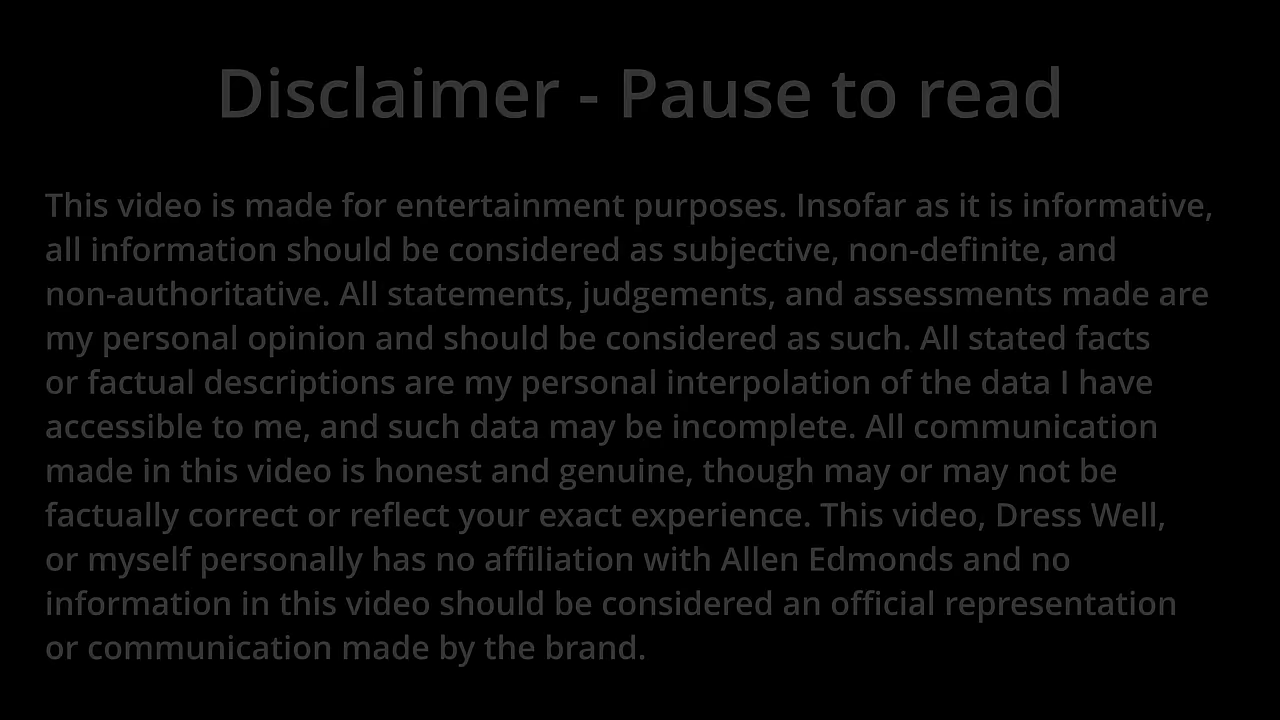 Disclaimer - Pause to read
This video is made for entertainment purposes. Insofar as it is informative,
all information should be considered as subjective, non-definite, and
non-authoritative. All statements, judgements, and assessments made are
my personal opinion and should be considered as such. All stated facts
or factual descriptions are my personal interpolation of the data I have
accessible to me, and such data may be incomplete. All communication
made in this video is honest and genuine, though may or may not be
factually correct or reflect your exact experience. This video, Dress Well,
or myself personally has no affiliation with Allen Edmonds and no
information in this video should be considered an official representation
or communication made by the brand.